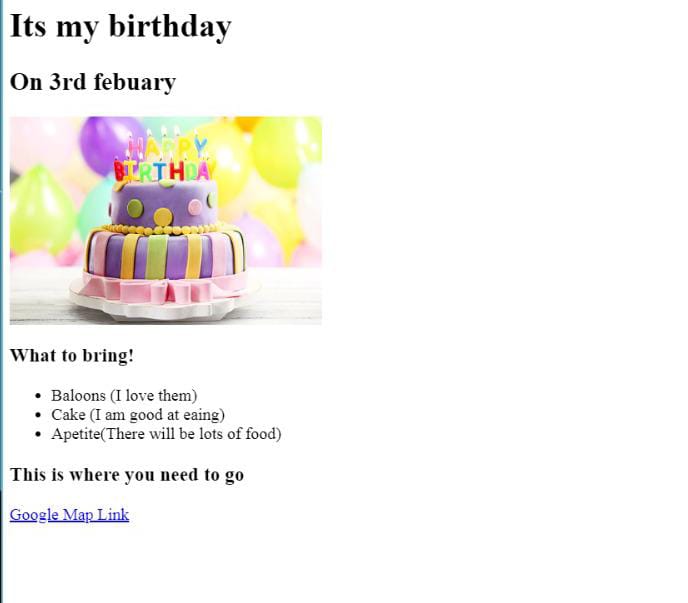 Its my birthday
On 3rd febuary
HAPPY
BIRTHDAY
What to bring!
Baloons (I love them)
Cake (I am good at eaing)
Apetite(There will be lots of food)
This is where you need to go
Google Map Link